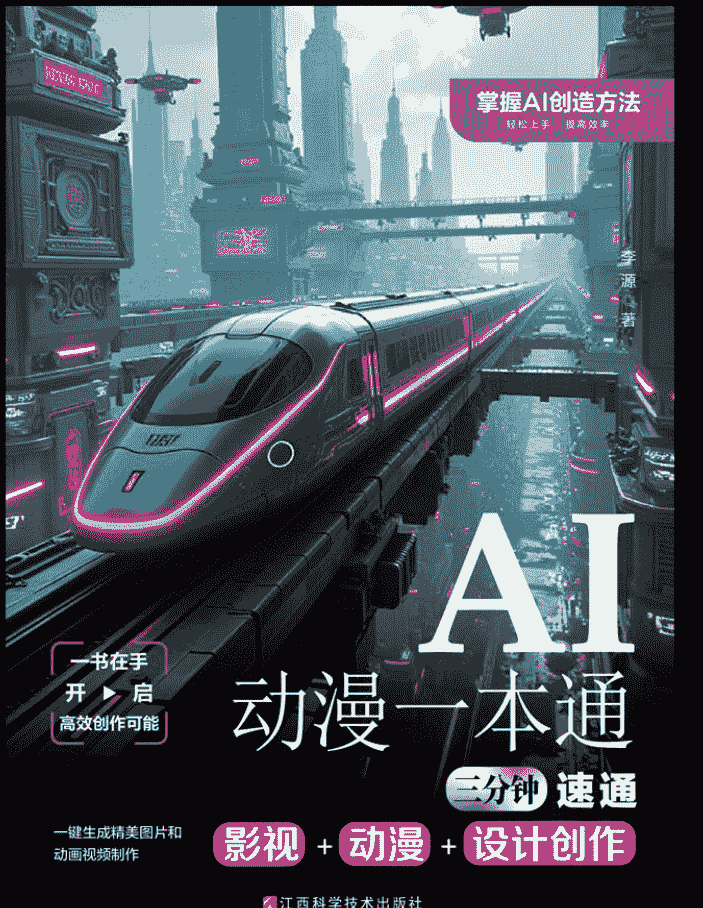 掌握AI创造方法
轻松上手 提高效率
李源 著
AI
动漫一本通
三分钟 速通
影视 + 动漫 + 设计创作
一书在手
开 ▶ 启
高效创作可能
一键生成精美图片和
动画视频制作
江西科学技术出版社